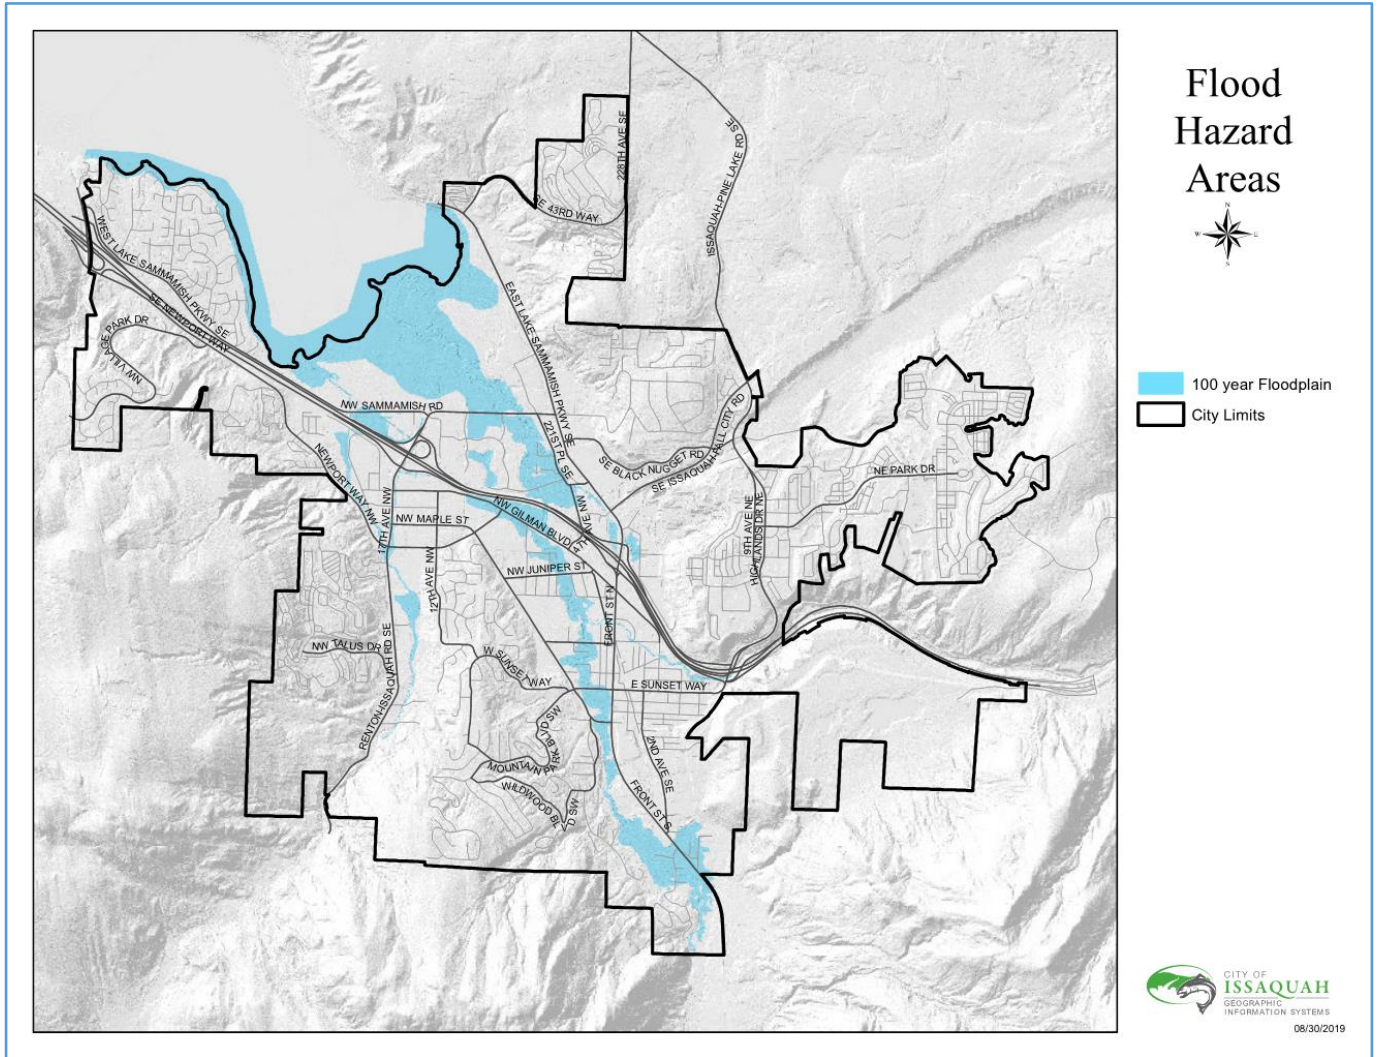 Flood
Hazard
Areas
N
W
E
S
100 year Floodplain
City Limits
228TH AVE SE
SE 43RD WAY
ISSAQUAH-PINE LAKE RD SE
WEST LAKE SAMMAMISH PKWY SE
SE NEWPORT WAY
NW VILLAGE PARK DR
EAST LAKE SAMMAMISH PKWY SE
NW SAMMAMISH RD
221ST PL SE
SE BLACK NUGGET RD
SE ISSAQUAH-FALL CITY RD
NE PARK DR
NEWPORT WAY NW
17TH AVE NW
NW MAPLE ST
NW GILMAN BLVD
4TH AVE NW
9TH AVE NE
HIGHLANDS DR NE
12TH AVE NW
NW JUNIPER ST
FRONT ST N
NW TALUS DR
RENTON-ISSAQUAH RD SE
W SUNSET WAY
E SUNSET WAY
MOUNTAIN PARK BLVD SW
2ND AVE SE
WILDWOOD BLVD SW
FRONT ST S
CITY OF
ISSAQUAH
GEOGRAPHIC
INFORMATION SYSTEMS
08/30/2019